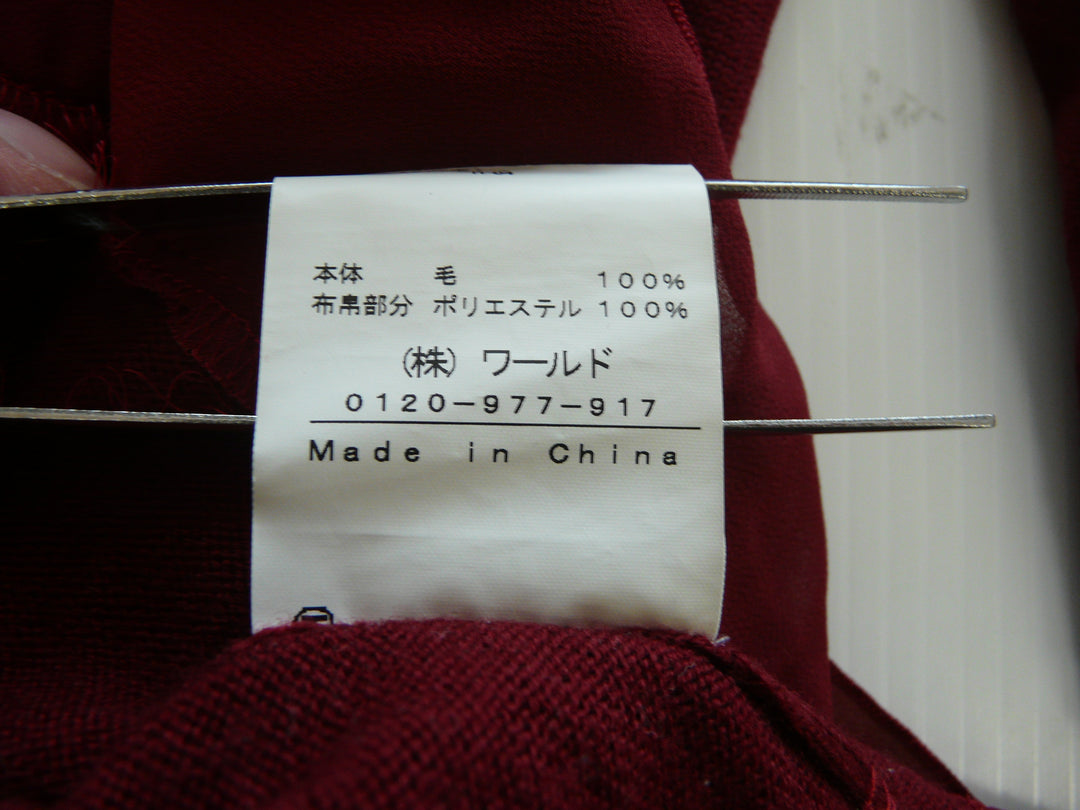 本体 毛 100%
布帛部分 ポリエステル 100%
(株) ワールド
0120-977-917
Made in China